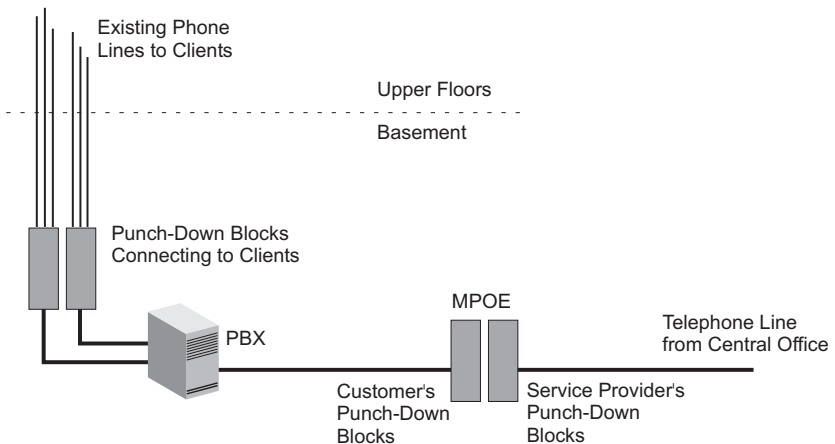 Existing Phone
Lines to Clients
Upper Floors
Basement
Punch-Down Blocks
Connecting to Clients
MPOE
PBX
Telephone Line
from Central Office
Customer's
Punch-Down
Blocks
Service Provider's
Punch-Down
Blocks